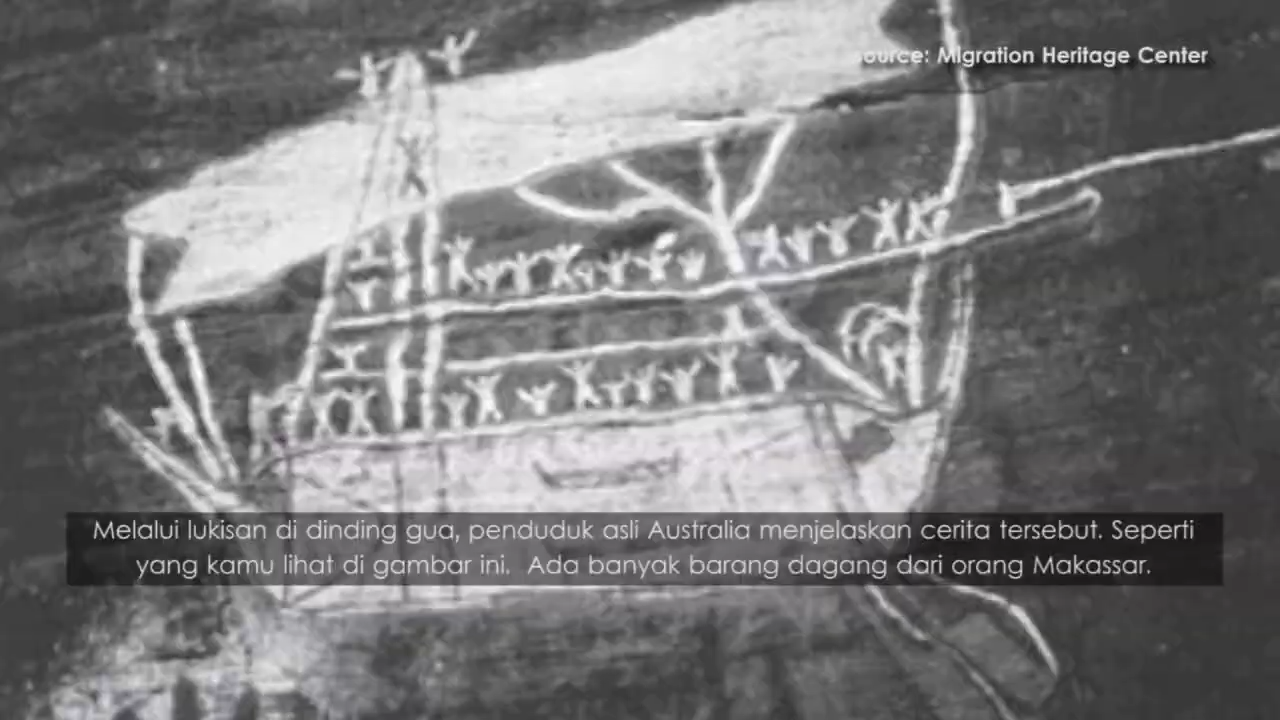 source: Migration Heritage Center
Melalui lukisan di dinding gua, penduduk asli Australia menjelaskan cerita tersebut. Seperti
yang kamu lihat di gambar ini.  Ada banyak barang dagang dari orang Makassar.